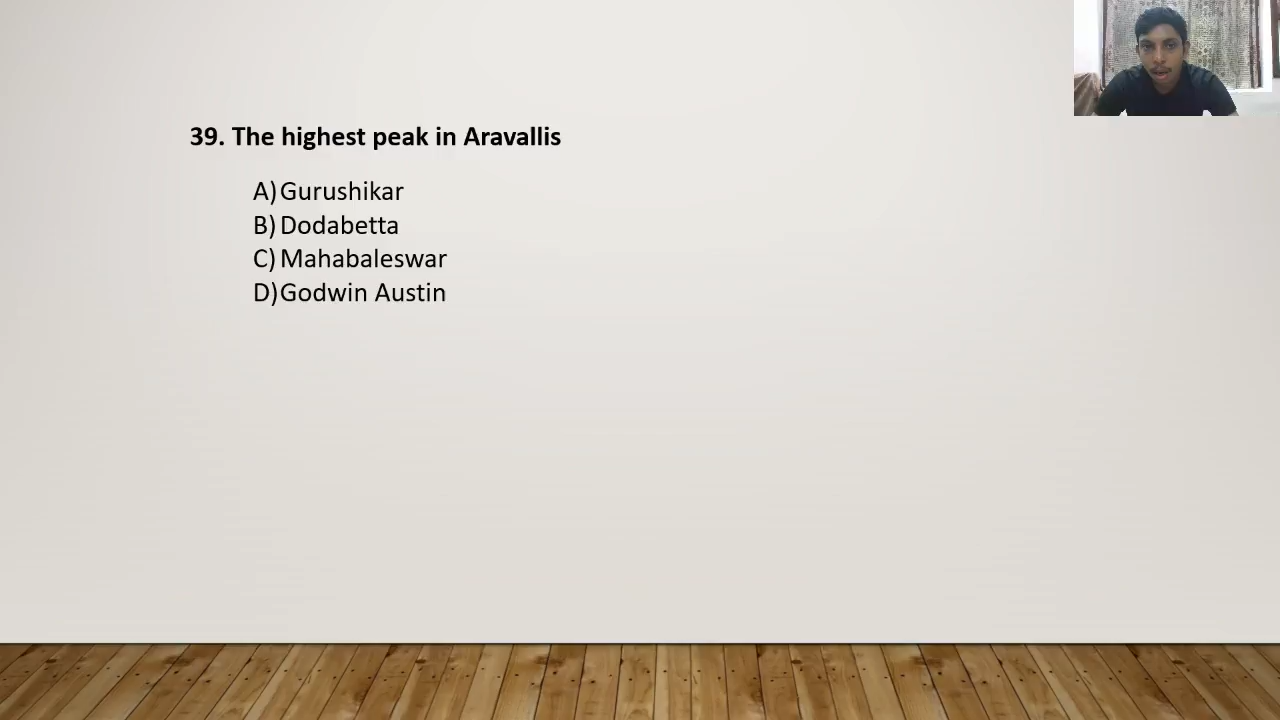 39. The highest peak in Aravallis
A) Gurushikar
B) Dodabetta
C) Mahabaleswar
D) Godwin Austin